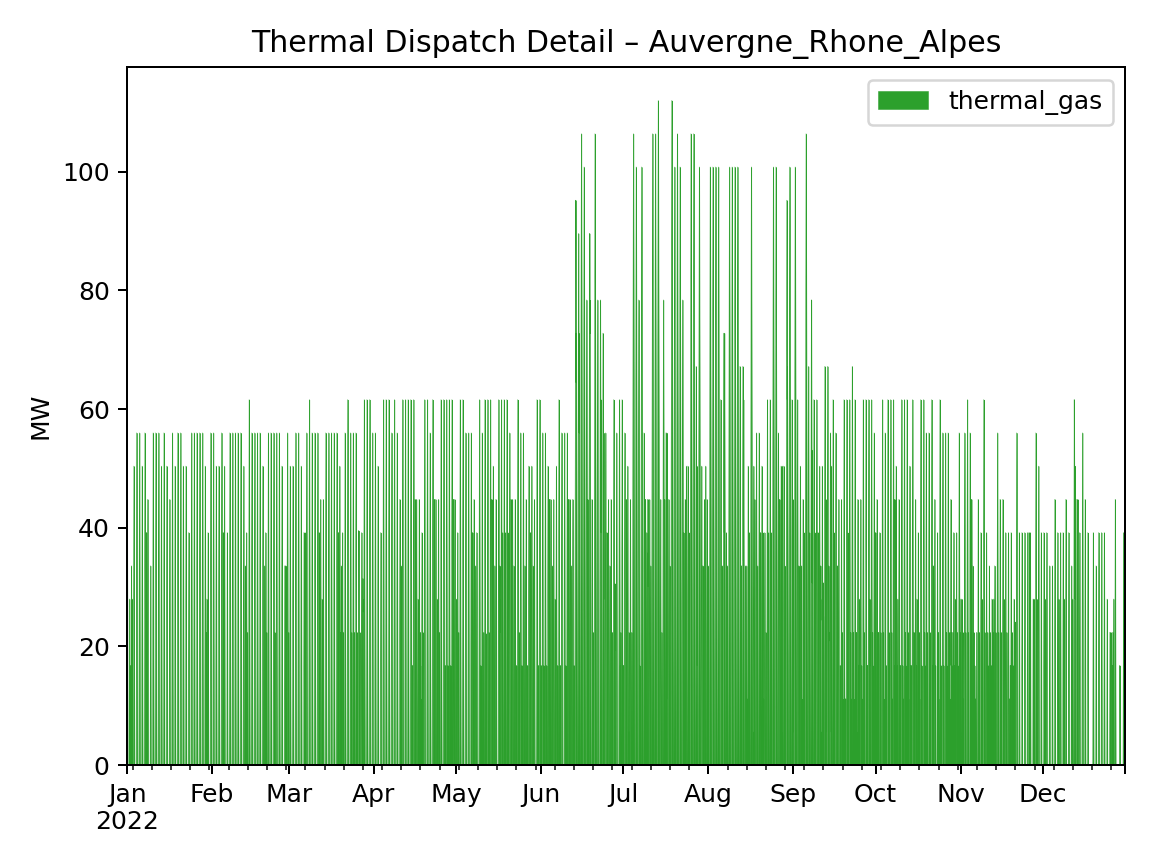 Thermal Dispatch Detail – Auvergne_Rhone_Alpes
thermal_gas
MW
100
80
60
40
20
0
Jan Feb Mar Apr May Jun Jul Aug Sep Oct Nov Dec
2022